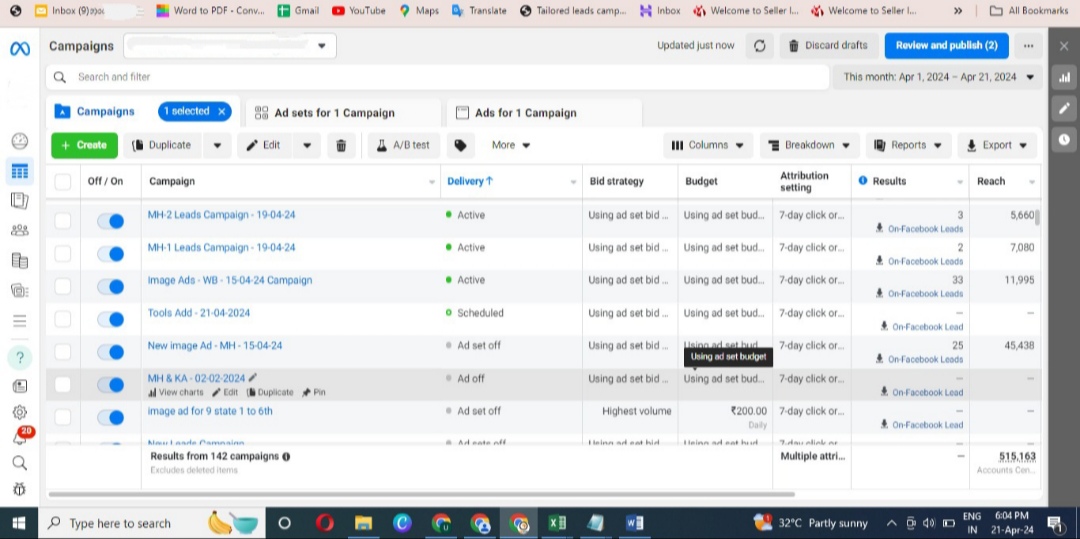 Inbox (9) Word to PDF - Conv... Gmail YouTube Maps Translate Tailored leads camp... Inbox Welcome to Seller l... Welcome to Seller l... » All Bookmarks
Campaigns Updated just now Discard drafts Review and publish (2) ...
Search and filter This month: Apr 1, 2024 – Apr 21, 2024
Campaigns 1 selected × Ad sets for 1 Campaign Ads for 1 Campaign
+ Create Duplicate Edit A/B test More Columns Breakdown Reports Export
Off / On Campaign Delivery ↑ Bid strategy Budget Attribution setting Results Reach
MH-2 Leads Campaign - 19-04-24 Active Using ad set bid ... Using ad set bud... 7-day click or... 3 5,660
On-Facebook Leads
MH-1 Leads Campaign - 19-04-24 Active Using ad set bid ... Using ad set bud... 7-day click or... 2 7,080
On-Facebook Leads
Image Ads - WB - 15-04-24 Campaign Active Using ad set bid ... Using ad set bud... 7-day click or... 33 11,995
On-Facebook Leads
Tools Add - 21-04-2024 Scheduled Using ad set bid ... Using ad set bud... 7-day click or... – –
On-Facebook Lead
New image Ad - MH - 15-04-24 Ad set off Using ad set bid ... Using ad set bud... 7-day click or... 25 45,438
Using ad set budget On-Facebook Leads
MH & KA - 02-02-2024 Ad off Using ad set bid ... Using ad set bud... 7-day click or... – –
View charts Edit Duplicate Pin On-Facebook Lead
image ad for 9 state 1 to 6th Ad set off Highest volume ₹200.00 7-day click or... – –
Daily On-Facebook Lead
New Leads Campaign Ad sets off Using ad set bid Using ad set bud 7-day click or
Results from 142 campaigns Multiple attri... – 515,163
Excludes deleted items Accounts Cen...
20
Type here to search 32°C Partly sunny ENG IN 6:04 PM 21-Apr-24 1